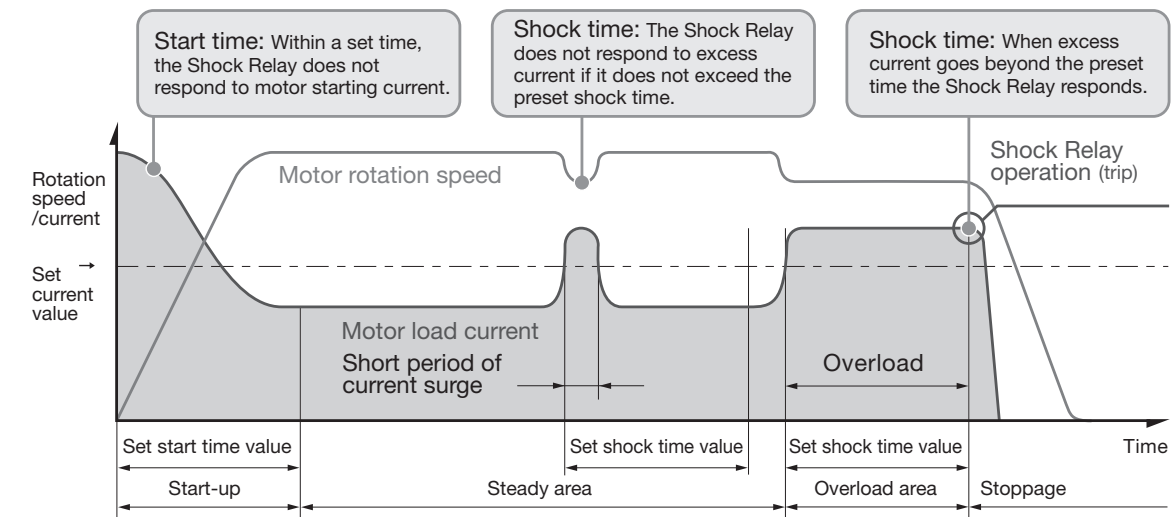 Start time: Within a set time,
the Shock Relay does not
respond to motor starting current.
Shock time: The Shock Relay
does not respond to excess
current if it does not exceed the
preset shock time.
Shock time: When excess
current goes beyond the preset
time the Shock Relay responds.
Rotation
speed
/current
Motor rotation speed
Shock Relay
operation (trip)
Set →
current
value
Motor load current
Short period of
current surge
Overload
Set start time value
Set shock time value
Set shock time value
Time
Start-up
Steady area
Overload area
Stoppage